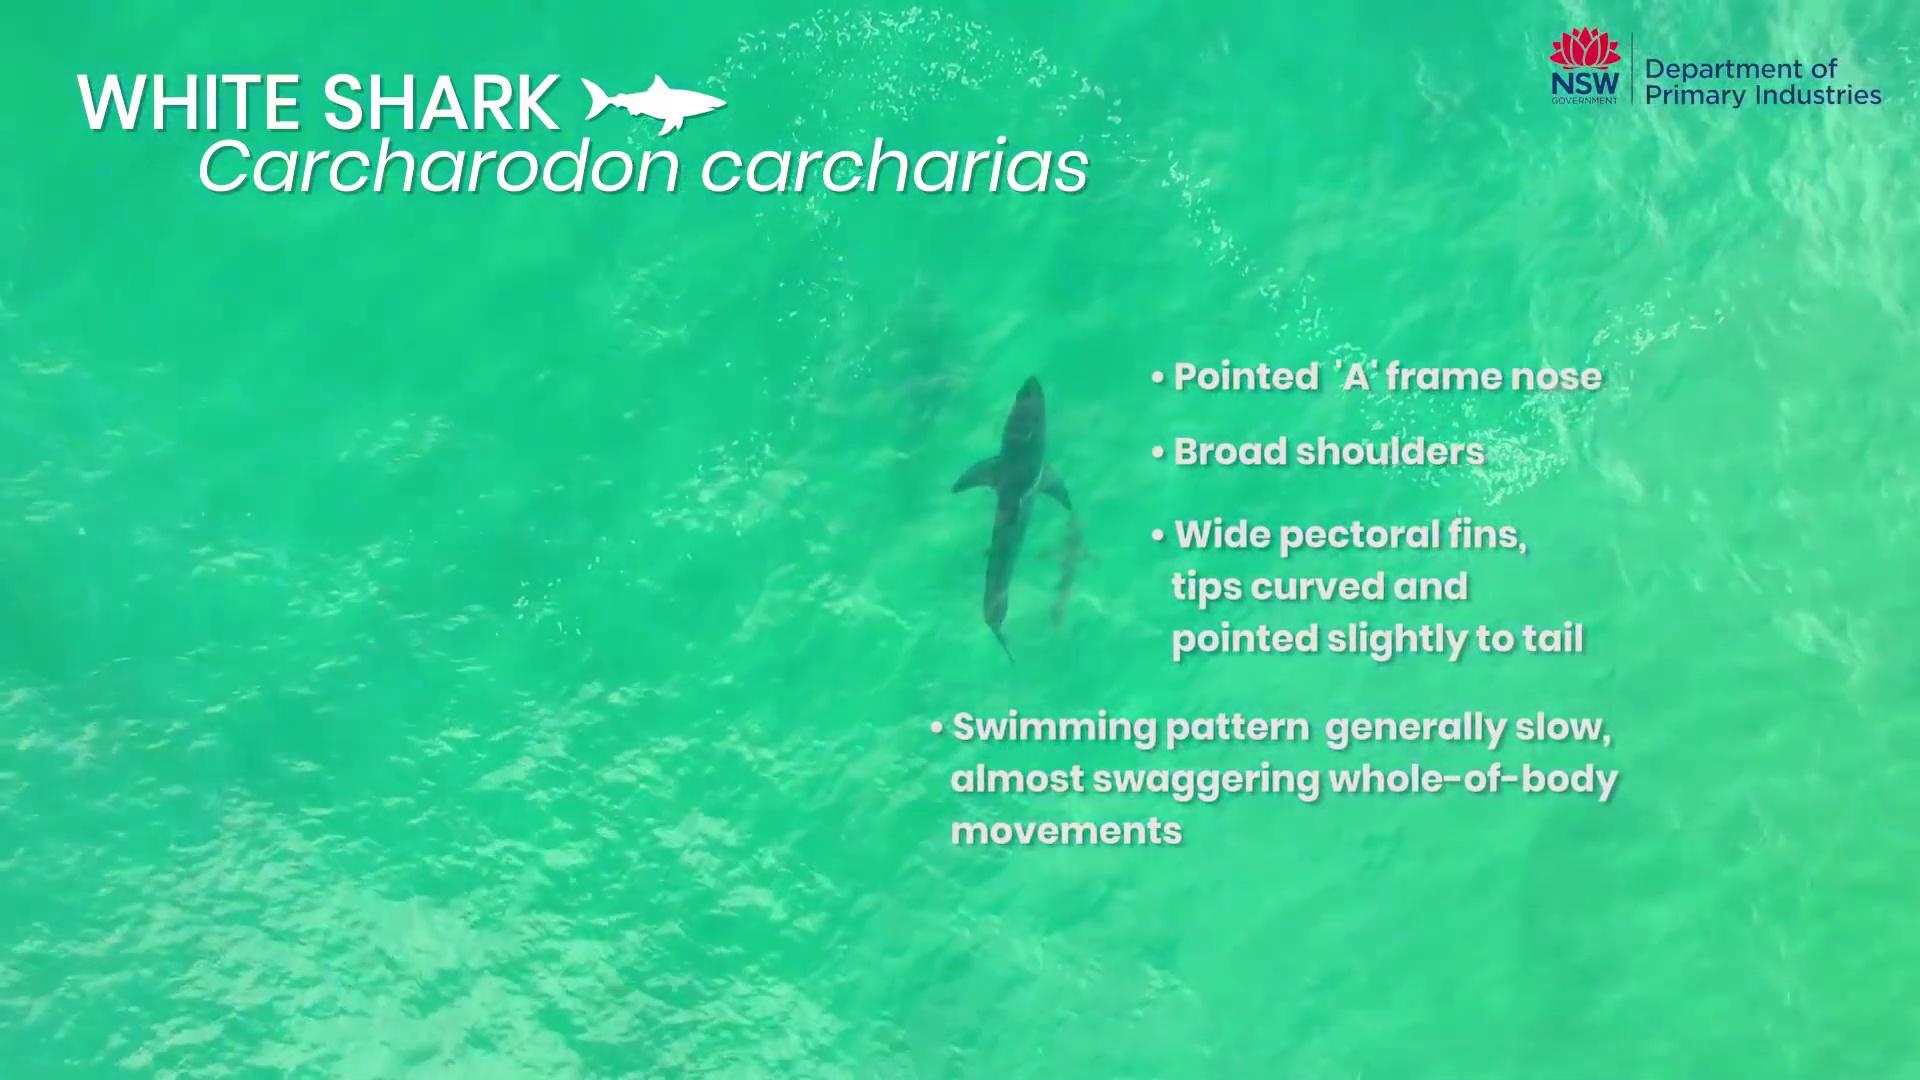 WHITE SHARK
Carcharodon carcharias
NSW
GOVERNMENT
Department of
Primary Industries
• Pointed 'A' frame nose
• Broad shoulders
• Wide pectoral fins,
tips curved and
pointed slightly to tail
• Swimming pattern generally slow,
almost swaggering whole-of-body
movements